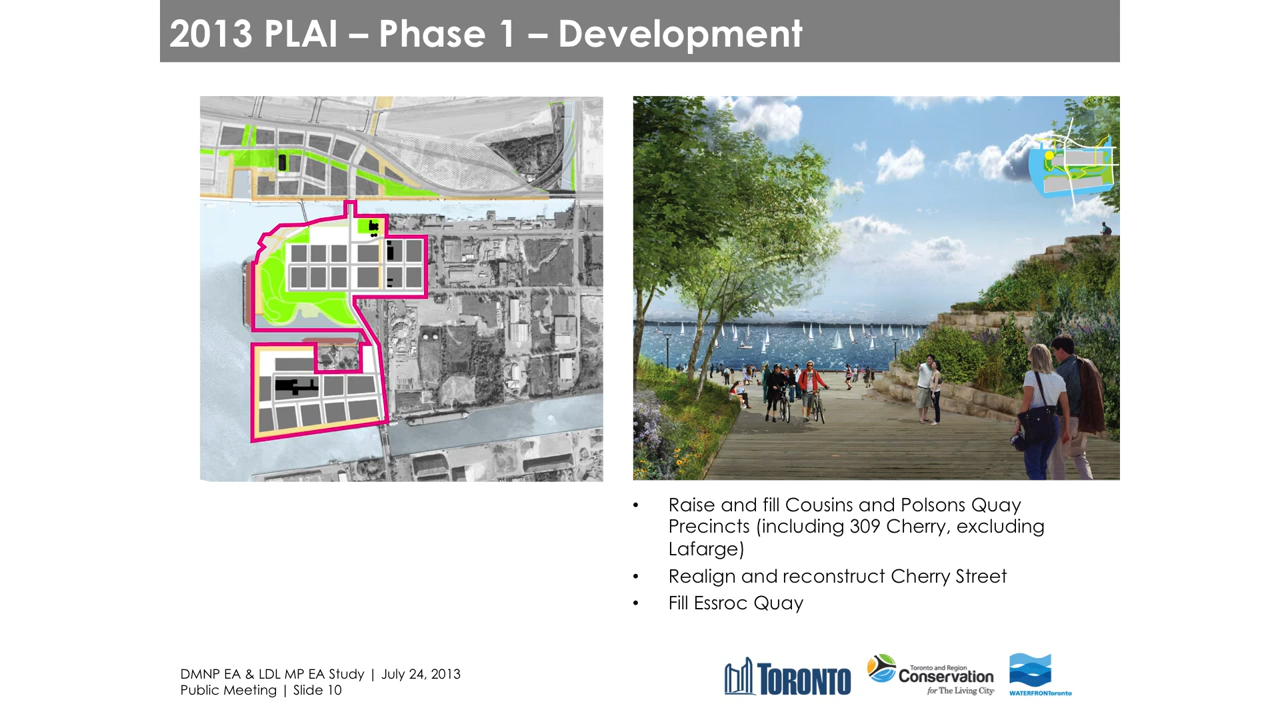 2013 PLAI – Phase 1 – Development
• Raise and fill Cousins and Polsons Quay
Precincts (including 309 Cherry, excluding
Lafarge)
• Realign and reconstruct Cherry Street
• Fill Essroc Quay
DMNP EA & LDL MP EA Study | July 24, 2013
Public Meeting | Slide 10
TORONTO
Toronto and Region
Conservation
for The Living City
WATERFRONToronto